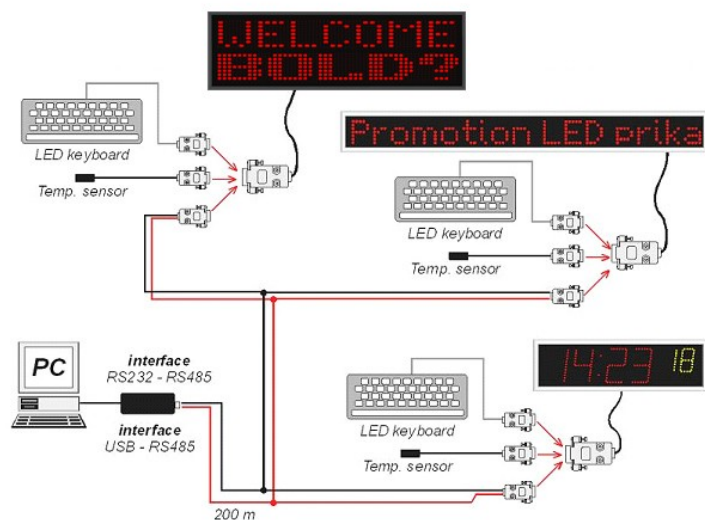 WELCOME
BOLD?
LED keyboard
Temp. sensor
Promotion LED prika
LED keyboard
Temp. sensor
PC
interface
RS232 - RS485
interface
USB - RS485
14:23 18
LED keyboard
Temp. sensor
200 m